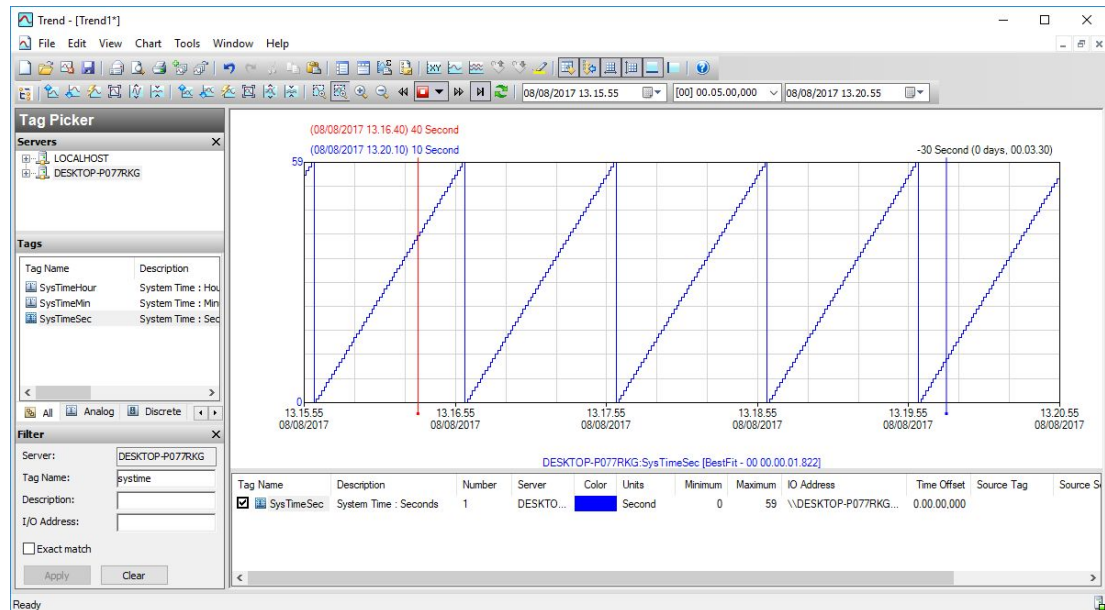 Trend - [Trend1*]
File Edit View Chart Tools Window Help
08/08/2017 13.15.55 [00] 00.05.00,000 08/08/2017 13.20.55
Tag Picker
Servers
LOCALHOST
DESKTOP-P077RKG
Tags
Tag Name Description
SysTimeHour System Time : Hou
SysTimeMin System Time : Min
SysTimeSec System Time : Sec
All Analog Discrete
Filter
Server: DESKTOP-P077RKG
Tag Name: systime
Description:
I/O Address:
Exact match
Apply Clear
(08/08/2017 13.16.40) 40 Second
(08/08/2017 13.20.10) 10 Second
-30 Second (0 days, 00.03.30)
59
0
13.15.55 13.16.55 13.17.55 13.18.55 13.19.55 13.20.55
08/08/2017 08/08/2017 08/08/2017 08/08/2017 08/08/2017 08/08/2017
DESKTOP-P077RKG:SysTimeSec [BestFit - 00 00.00.01.822]
Tag Name Description Number Server Color Units Minimum Maximum IO Address Time Offset Source Tag Source Se
SysTimeSec System Time : Seconds 1 DESKTO... Second 0 59 \\DESKTOP-P077RKG... 0.00.00,000
Ready